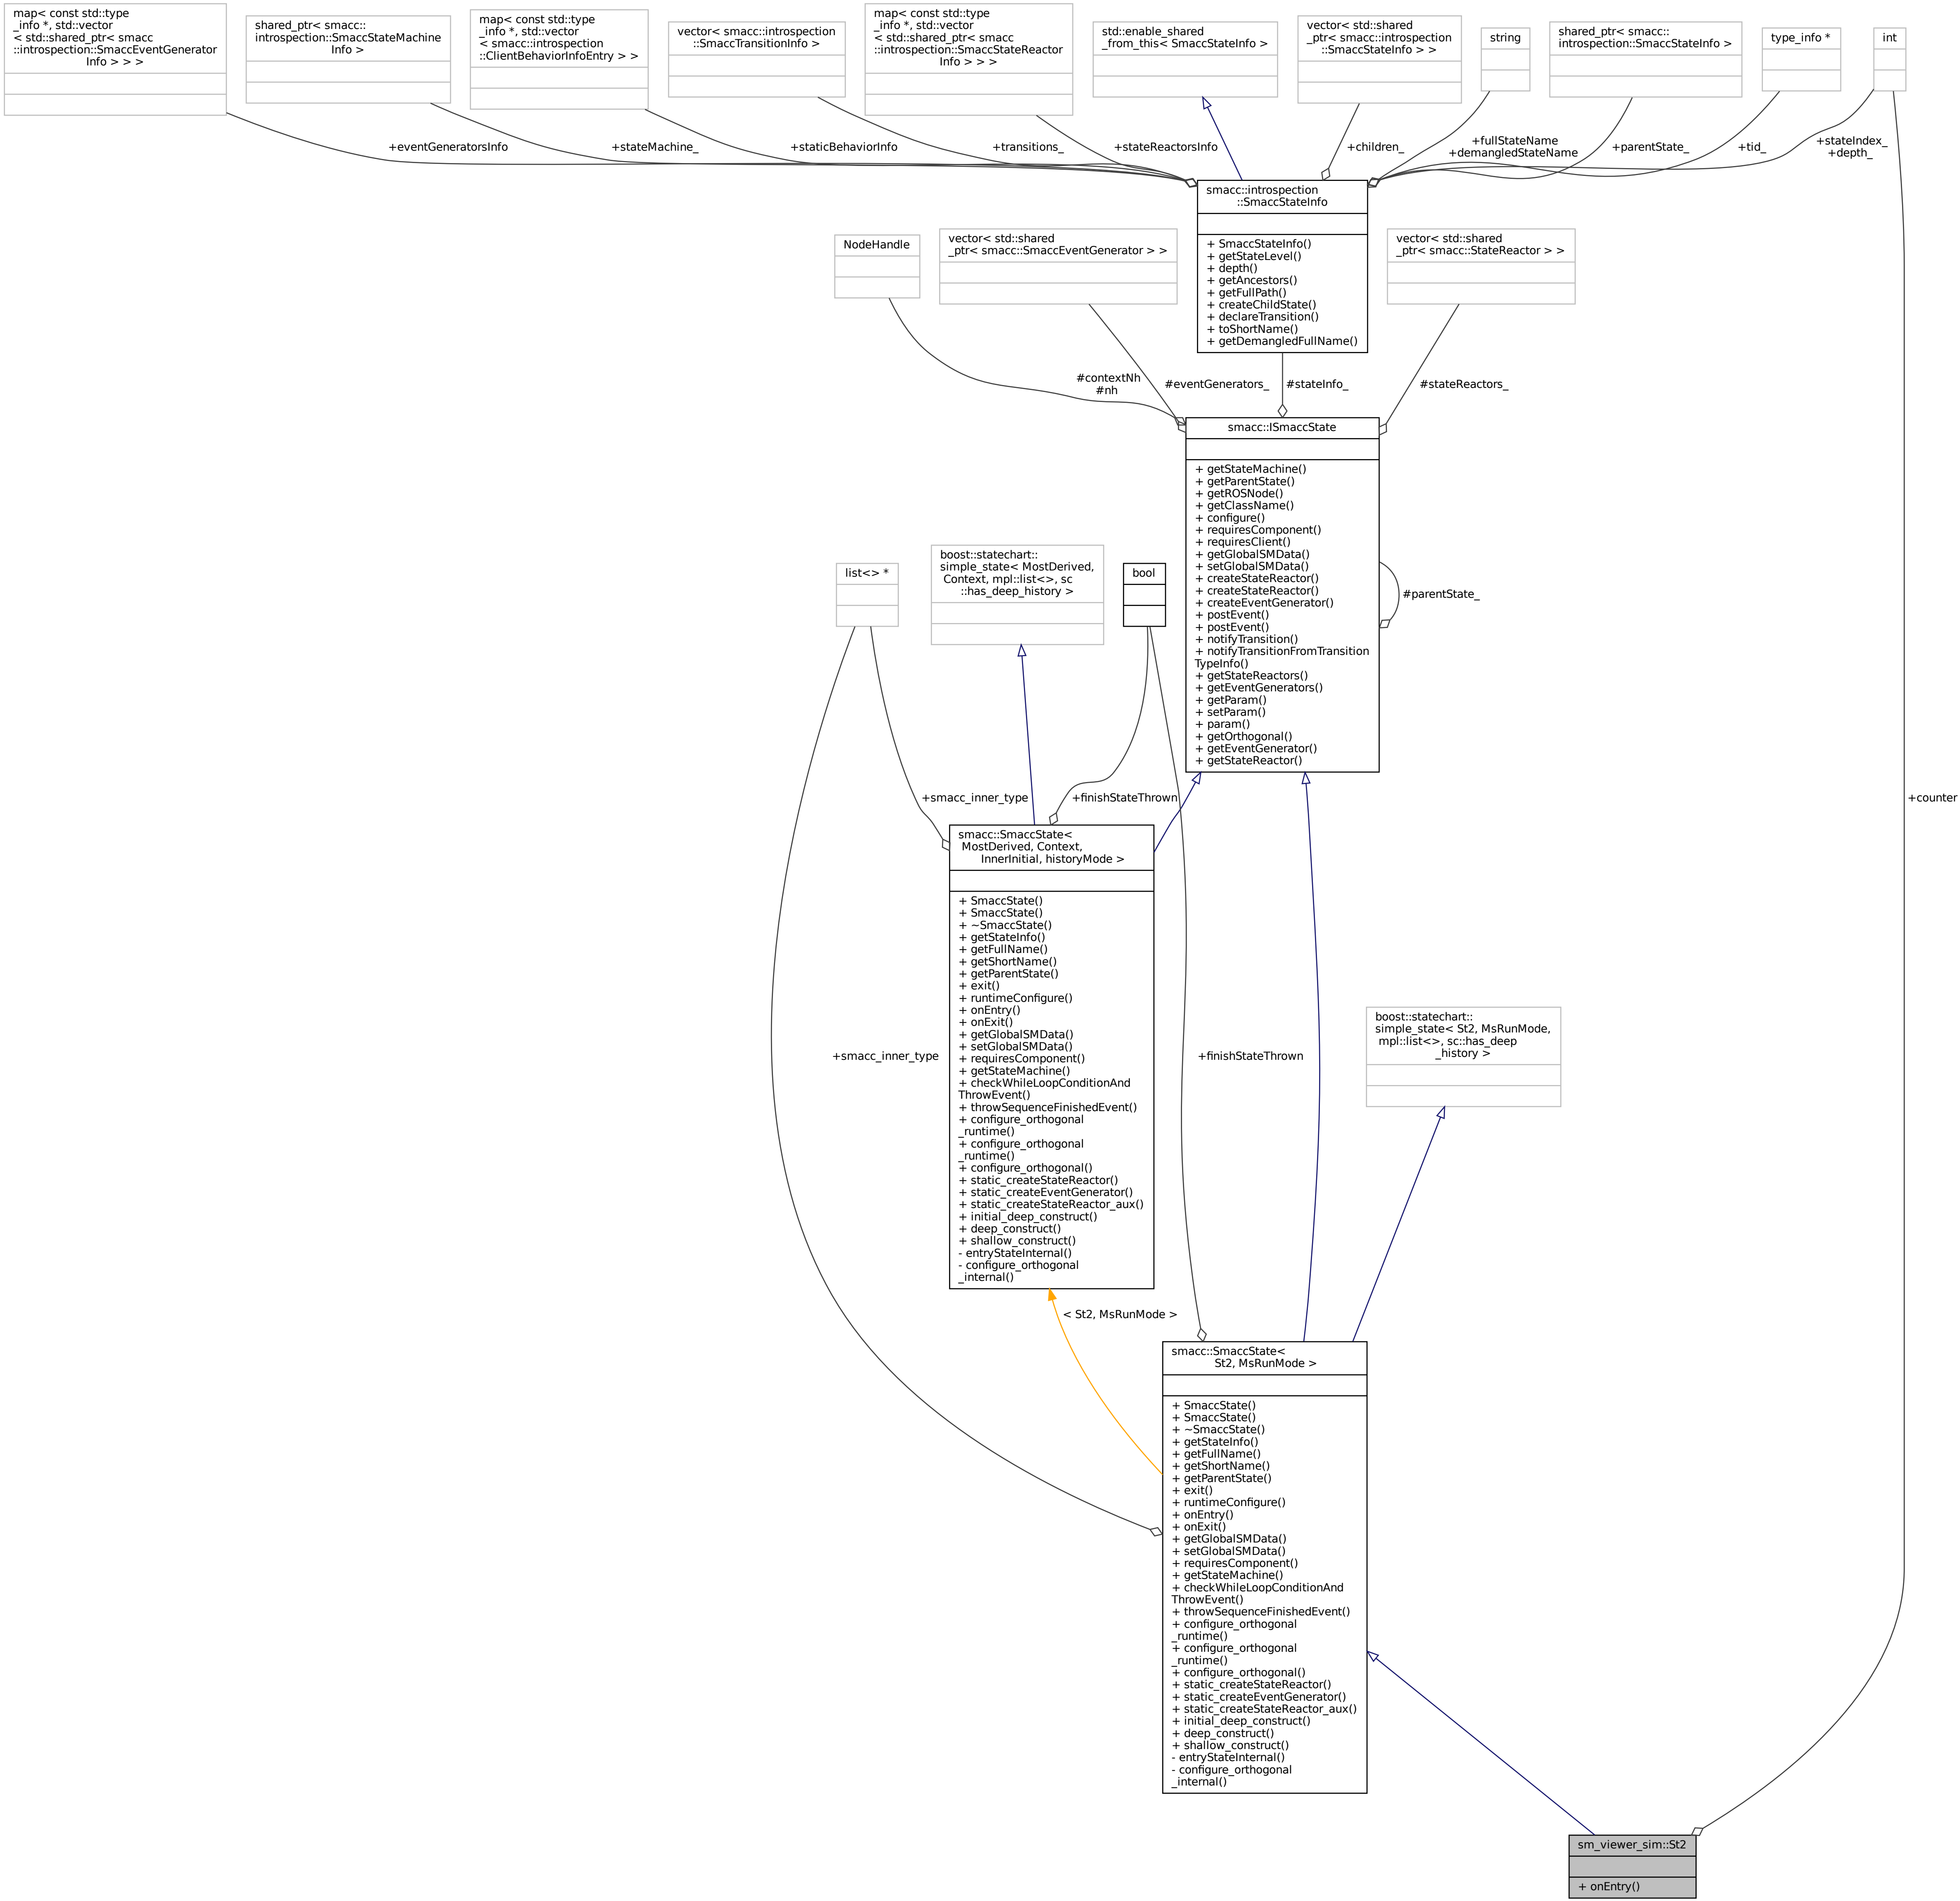 map< const std::type
_info *, std::vector
< std::shared_ptr< smacc
::introspection::SmaccEventGenerator
Info > > >
shared_ptr< smacc::
introspection::SmaccStateMachine
Info >
map< const std::type
_info *, std::vector
< smacc::introspection
::ClientBehaviorInfoEntry > >
vector< smacc::introspection
::SmaccTransitionInfo >
map< const std::type
_info *, std::vector
< std::shared_ptr< smacc
::introspection::SmaccStateReactor
Info > > >
std::enable_shared
_from_this< SmaccStateInfo >
vector< std::shared
_ptr< smacc::introspection
::SmaccStateInfo > >
string
shared_ptr< smacc::
introspection::SmaccStateInfo >
type_info *
int
+eventGeneratorsInfo
+stateMachine_
+staticBehaviorInfo
+transitions_
+stateReactorsInfo
+children_
+fullStateName
+demangledStateName
+parentState_
+tid_
+stateIndex_
+depth_
smacc::introspection
::SmaccStateInfo
+ SmaccStateInfo()
+ getStateLevel()
+ depth()
+ getAncestors()
+ getFullPath()
+ createChildState()
+ declareTransition()
+ toShortName()
+ getDemangledFullName()
NodeHandle
vector< std::shared
_ptr< smacc::SmaccEventGenerator > >
vector< std::shared
_ptr< smacc::StateReactor > >
#contextNh
#nh
#eventGenerators_
#stateInfo_
#stateReactors_
smacc::ISmaccState
+ getStateMachine()
+ getParentState()
+ getROSNode()
+ getClassName()
+ configure()
+ requiresComponent()
+ requiresClient()
+ getGlobalSMData()
+ setGlobalSMData()
+ createStateReactor()
+ createStateReactor()
+ createEventGenerator()
+ postEvent()
+ postEvent()
+ notifyTransition()
+ notifyTransitionFromTransition
TypeInfo()
+ getStateReactors()
+ getEventGenerators()
+ getParam()
+ setParam()
+ param()
+ getOrthogonal()
+ getEventGenerator()
+ getStateReactor()
#parentState_
list<> *
boost::statechart::
simple_state< MostDerived,
Context, mpl::list<>, sc
::has_deep_history >
bool
+smacc_inner_type
+finishStateThrown
+counter
smacc::SmaccState<
MostDerived, Context,
InnerInitial, historyMode >
+ SmaccState()
+ SmaccState()
+ ~SmaccState()
+ getStateInfo()
+ getFullName()
+ getShortName()
+ getParentState()
+ exit()
+ runtimeConfigure()
+ onEntry()
+ onExit()
+ getGlobalSMData()
+ setGlobalSMData()
+ requiresComponent()
+ getStateMachine()
+ checkWhileLoopConditionAnd
ThrowEvent()
+ throwSequenceFinishedEvent()
+ configure_orthogonal
_runtime()
+ configure_orthogonal
_runtime()
+ configure_orthogonal()
+ static_createStateReactor()
+ static_createEventGenerator()
+ static_createStateReactor_aux()
+ initial_deep_construct()
+ deep_construct()
+ shallow_construct()
- entryStateInternal()
- configure_orthogonal
_internal()
+smacc_inner_type
+finishStateThrown
boost::statechart::
simple_state< St2, MsRunMode,
mpl::list<>, sc::has_deep
_history >
< St2, MsRunMode >
smacc::SmaccState<
St2, MsRunMode >
+ SmaccState()
+ SmaccState()
+ ~SmaccState()
+ getStateInfo()
+ getFullName()
+ getShortName()
+ getParentState()
+ exit()
+ runtimeConfigure()
+ onEntry()
+ onExit()
+ getGlobalSMData()
+ setGlobalSMData()
+ requiresComponent()
+ getStateMachine()
+ checkWhileLoopConditionAnd
ThrowEvent()
+ throwSequenceFinishedEvent()
+ configure_orthogonal
_runtime()
+ configure_orthogonal
_runtime()
+ configure_orthogonal()
+ static_createStateReactor()
+ static_createEventGenerator()
+ static_createStateReactor_aux()
+ initial_deep_construct()
+ deep_construct()
+ shallow_construct()
- entryStateInternal()
- configure_orthogonal
_internal()
sm_viewer_sim::St2
+ onEntry()